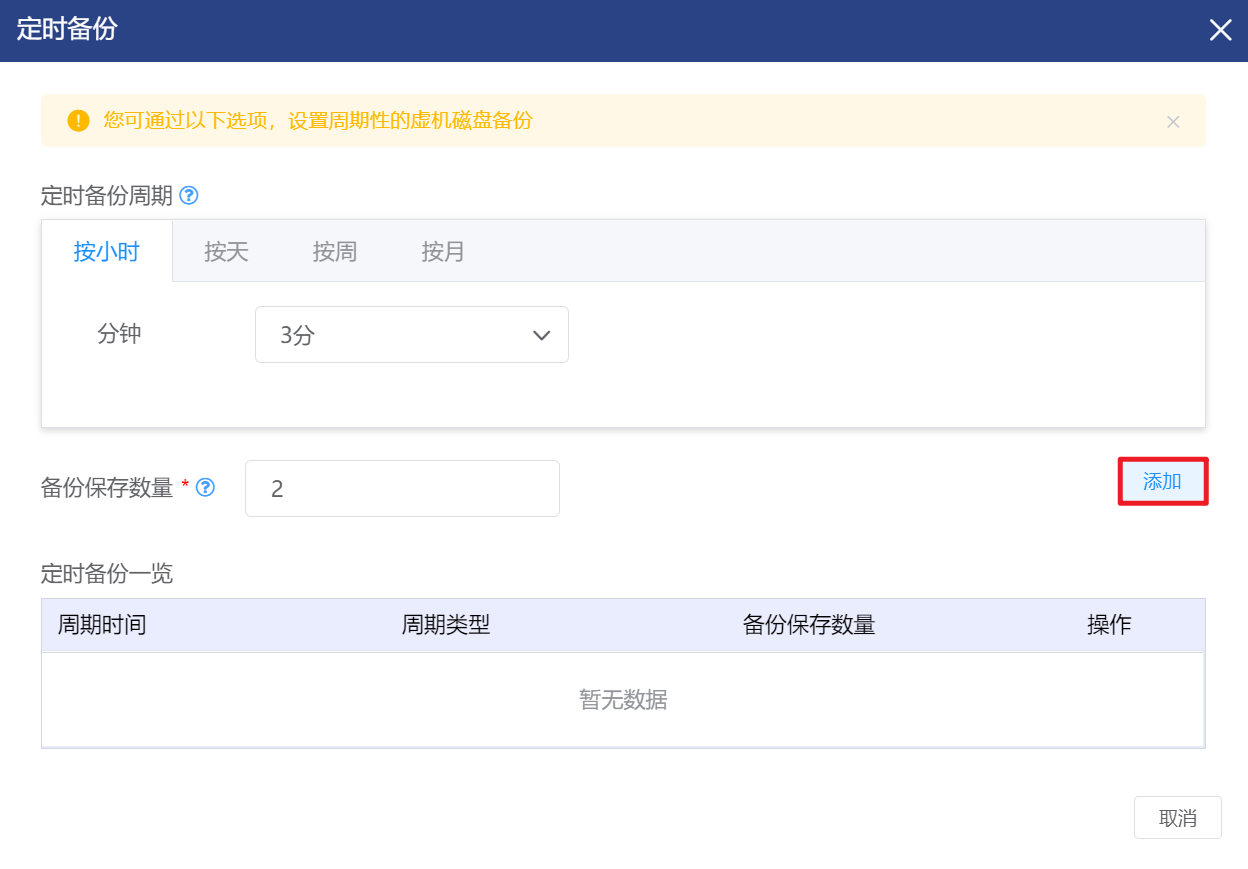 定时备份
您可通过以下选项，设置周期性的虚机磁盘备份
定时备份周期
按小时 按天 按周 按月
分钟 3分
备份保存数量 * 2 添加
定时备份一览
周期时间 周期类型 备份保存数量 操作
暂无数据
取消